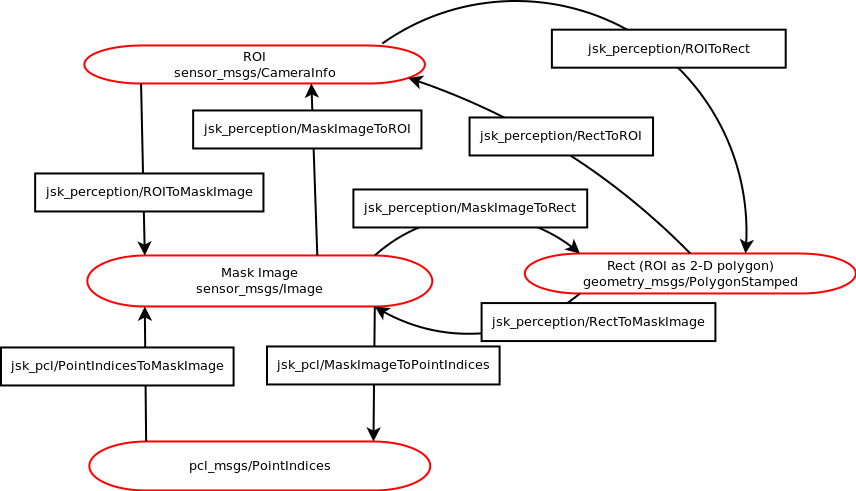 ROI
sensor_msgs/CameraInfo
jsk_perception/ROIToRect
jsk_perception/MaskImageToROI
jsk_perception/RectToROI
jsk_perception/ROIToMaskImage
jsk_perception/MaskImageToRect
Mask Image
sensor_msgs/Image
Rect (ROI as 2-D polygon)
geometry_msgs/PolygonStamped
jsk_perception/RectToMaskImage
jsk_pcl/PointIndicesToMaskImage
jsk_pcl/MaskImageToPointIndices
pcl_msgs/PointIndices